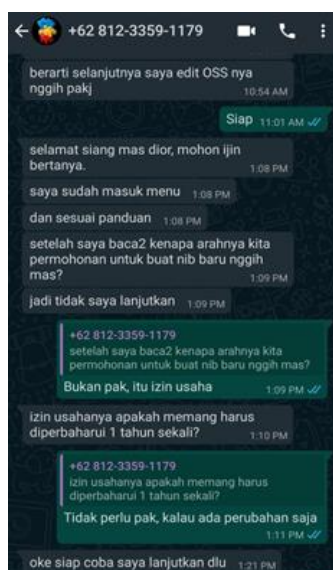 +62 812-3359-1179
berarti selanjutnya saya edit OSS nya
nggih pakj
10:54 AM
Siap 11:01 AM
selamat siang mas dior, mohon ijin
bertanya.
1:08 PM
saya sudah masuk menu 1:08 PM
dan sesuai panduan 1:08 PM
setelah saya baca2 kenapa arahnya kita
permohonan untuk buat nib baru nggih
mas?
1:09 PM
jadi tidak saya lanjutkan 1:09 PM
+62 812-3359-1179
setelah saya baca2 kenapa arahnya kita
permohonan untuk buat nib baru nggih mas?
Bukan pak, itu izin usaha 1:09 PM
izin usahanya apakah memang harus
diperbaharui 1 tahun sekali?
1:10 PM
+62 812-3359-1179
izin usahanya apakah memang harus
diperbaharui 1 tahun sekali?
Tidak perlu pak, kalau ada perubahan saja
1:11 PM
oke siap coba saya lanjutkan dlu 1:21 PM